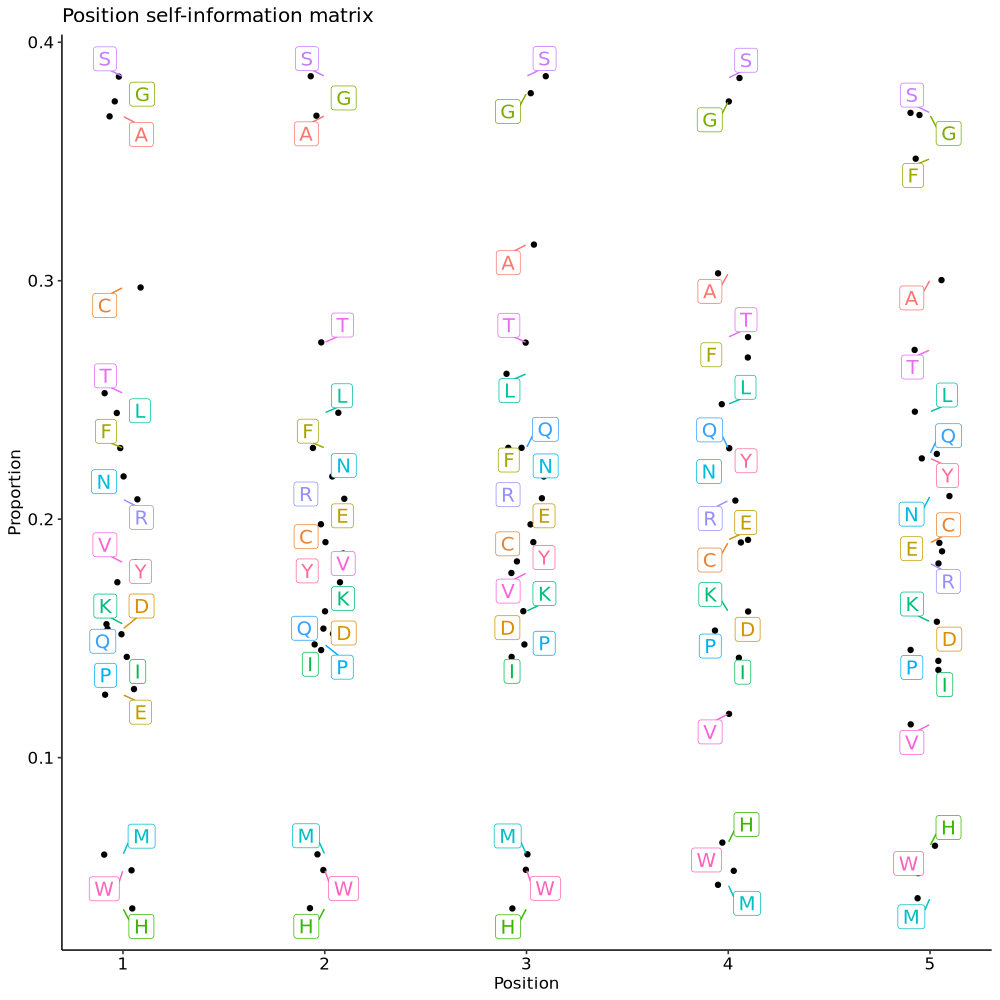 Position self-information matrix
0.4
S S S S
S
G G
G
G
A A
G
F
A
C
A
A
0.3
T
T
T
T
F
L
L
L
L
L
F F
Q
Q
Q
F
Y
N
N
N
N
Y
R
R
R
R
E
E
E
N
C
C
C
E
C
V
V
Y
Y
Y
R
V
K
K
K
K
K
D
D
D
D
D
Q
Q
P
P
P
P
P
I
I
I
I
I
E
V
V
0.2
0.1
M
M
M
H
H
W
W
W
W
W
H
H
H
M
M
1
2
3
4
5
Proportion
Position